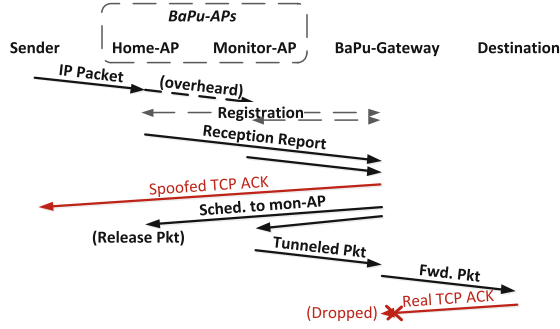 BaPu-APs
Sender Home-AP Monitor-AP BaPu-Gateway Destination
IP Packet
(overheard)
Registration
Reception Report
Spoofed TCP ACK
Sched. to mon-AP
(Release Pkt)
Tunneled Pkt
Fwd. Pkt
Real TCP ACK
(Dropped)